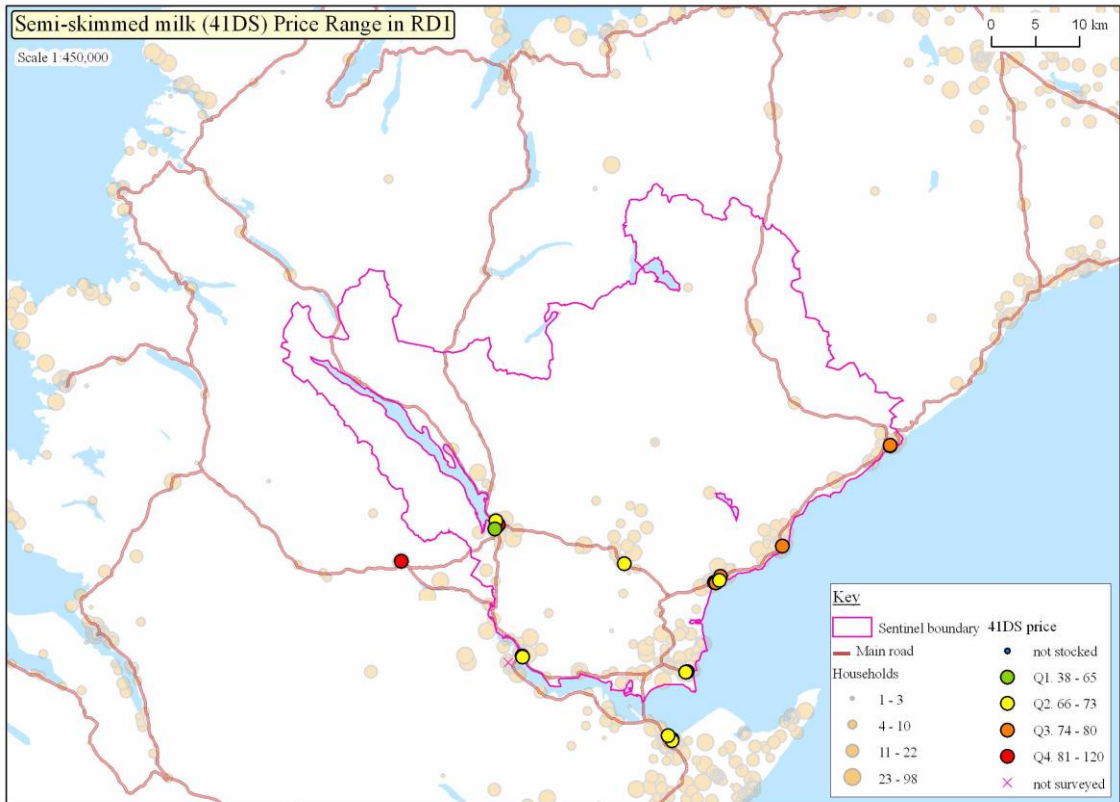 Semi-skimmed milk (41DS) Price Range in RD1
Scale 1:450,000
0 5 10 km
Key
Sentinel boundary
Main road
Households
1 - 3
4 - 10
11 - 22
23 - 98
41DS price
not stocked
Q1. 38 - 65
Q2. 66 - 73
Q3. 74 - 80
Q4. 81 - 120
not surveyed